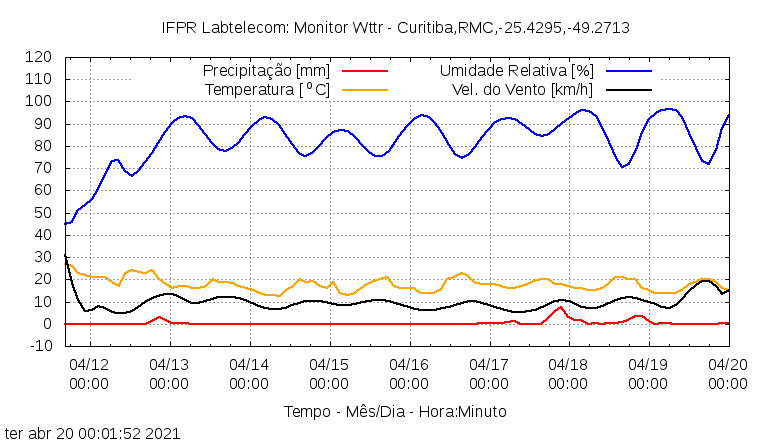 IFPR Labtelecom: Monitor Wttr - Curitiba,RMC,-25.4295,-49.2713
120
110
100
90
80
70
60
50
40
30
20
10
0
-10
Precipitação [mm]
Temperatura [⁰C]
Umidade Relativa [%]
Vel. do Vento [km/h]
04/12 04/13 04/14 04/15 04/16 04/17 04/18 04/19 04/20
00:00 00:00 00:00 00:00 00:00 00:00 00:00 00:00 00:00
Tempo - Mês/Dia - Hora:Minuto
ter abr 20 00:01:52 2021